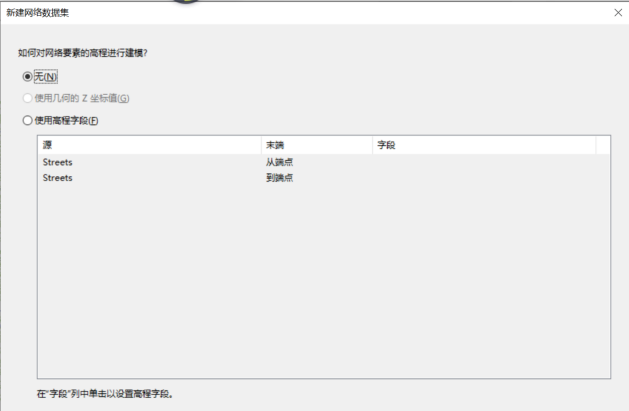 新建网络数据集
如何对网络要素的高程进行建模?
无(N)
使用几何的 Z 坐标值(G)
使用高程字段(F)
源 末端 字段
Streets 从端点
Streets 到端点
在"字段"列中单击以设置高程字段。